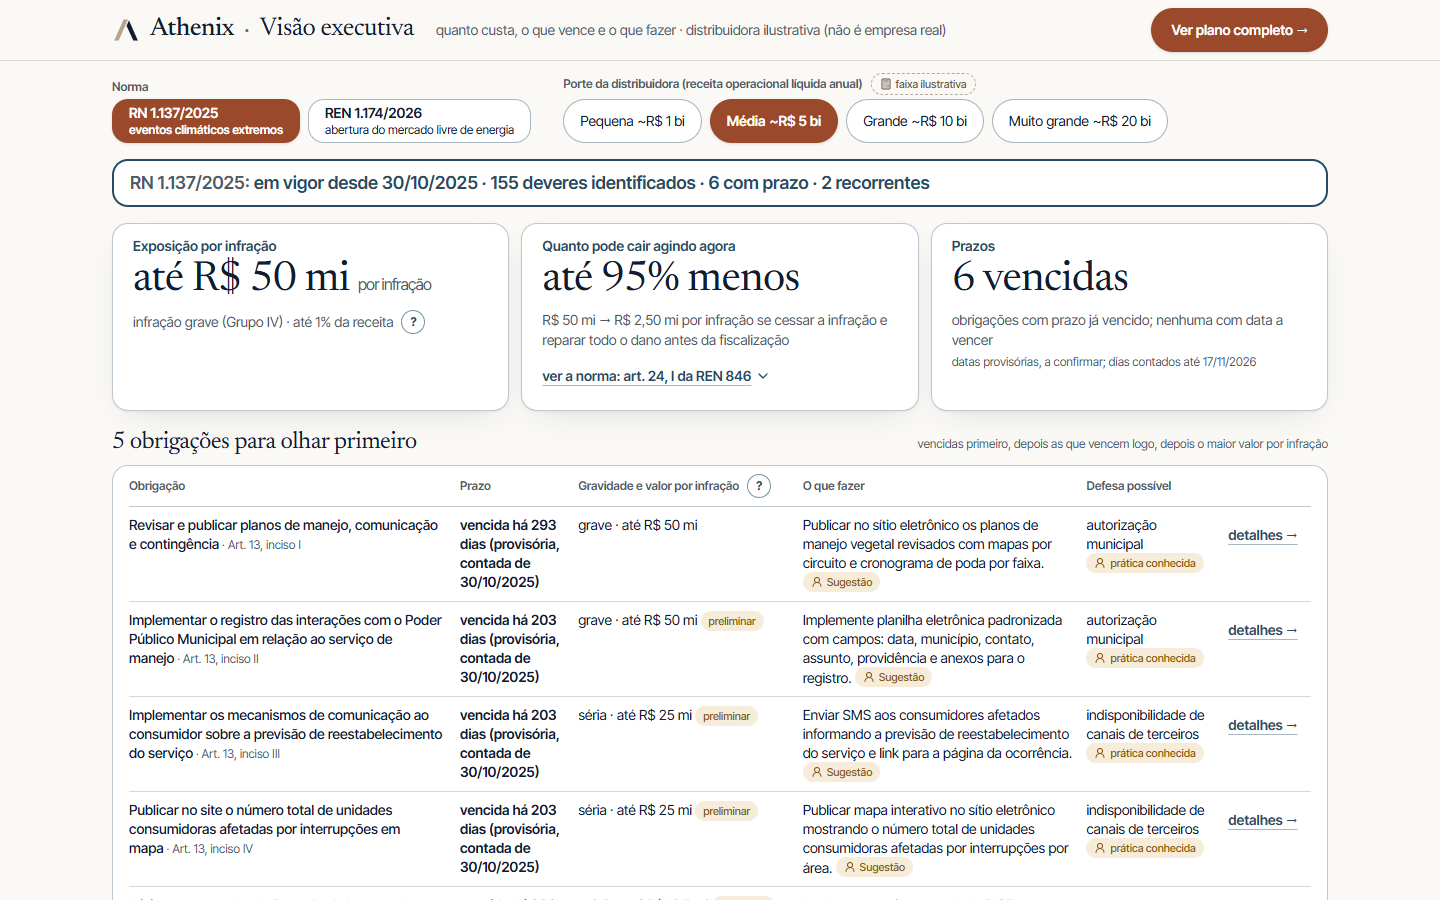 Athenix · Visão executiva
quanto custa, o que vence e o que fazer · distribuidora ilustrativa (não é empresa real)
Ver plano completo →
Norma
RN 1.137/2025
eventos climáticos extremos
REN 1.174/2026
abertura do mercado livre de energia
Porte da distribuidora (receita operacional líquida anual)
faixa ilustrativa
Pequena ~R$ 1 bi
Média ~R$ 5 bi
Grande ~R$ 10 bi
Muito grande ~R$ 20 bi
RN 1.137/2025: em vigor desde 30/10/2025 · 155 deveres identificados · 6 com prazo · 2 recorrentes
Exposição por infração
até R$ 50 mi por infração
infração grave (Grupo IV) · até 1% da receita ?
Quanto pode cair agindo agora
até 95% menos
R$ 50 mi → R$ 2,50 mi por infração se cessar a infração e
reparar todo o dano antes da fiscalização
ver a norma: art. 24, I da REN 846
Prazos
6 vencidas
obrigações com prazo já vencido; nenhuma com data a
vencer
datas provisórias, a confirmar; dias contados até 17/11/2026
5 obrigações para olhar primeiro
vencidas primeiro, depois as que vencem logo, depois o maior valor por infração
Obrigação
Prazo
Gravidade e valor por infração ?
O que fazer
Defesa possível
Revisar e publicar planos de manejo, comunicação
e contingência · Art. 13, inciso I
vencida há 293
dias (provisória,
contada de
30/10/2025)
grave · até R$ 50 mi
Publicar no sítio eletrônico os planos de
manejo vegetal revisados com mapas por
circuito e cronograma de poda por faixa.
Sugestão
autorização
municipal
prática conhecida
detalhes →
Implementar o registro das interações com o Poder
Público Municipal em relação ao serviço de
manejo · Art. 13, inciso II
vencida há 203
dias (provisória,
contada de
30/10/2025)
grave · até R$ 50 mi preliminar
Implemente planilha eletrônica padronizada
com campos: data, município, contato,
assunto, providência e anexos para o
registro. Sugestão
autorização
municipal
prática conhecida
detalhes →
Implementar os mecanismos de comunicação ao
consumidor sobre a previsão de reestabelecimento
do serviço · Art. 13, inciso III
vencida há 203
dias (provisória,
contada de
30/10/2025)
séria · até R$ 25 mi preliminar
Enviar SMS aos consumidores afetados
informando a previsão de reestabelecimento
do serviço e link para a página da ocorrência.
Sugestão
indisponibilidade de
canais de terceiros
prática conhecida
detalhes →
Publicar no site o número total de unidades
consumidoras afetadas por interrupções em
mapa · Art. 13, inciso IV
vencida há 203
dias (provisória,
contada de
30/10/2025)
séria · até R$ 25 mi preliminar
Publicar mapa interativo no sítio eletrônico
mostrando o número total de unidades
consumidoras afetadas por interrupções por
área. Sugestão
indisponibilidade de
canais de terceiros
prática conhecida
detalhes →